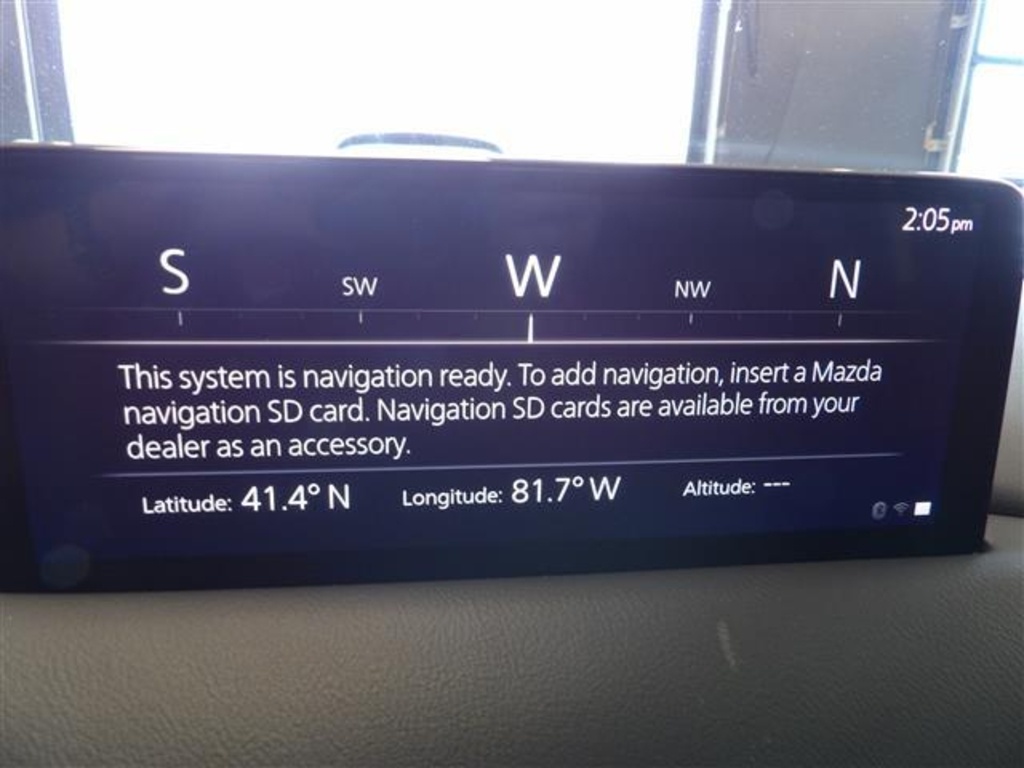 2:05pm
S SW W NW N
This system is navigation ready. To add navigation, insert a Mazda
navigation SD card. Navigation SD cards are available from your
dealer as an accessory.
Latitude: 41.4° N Longitude: 81.7° W Altitude: ---